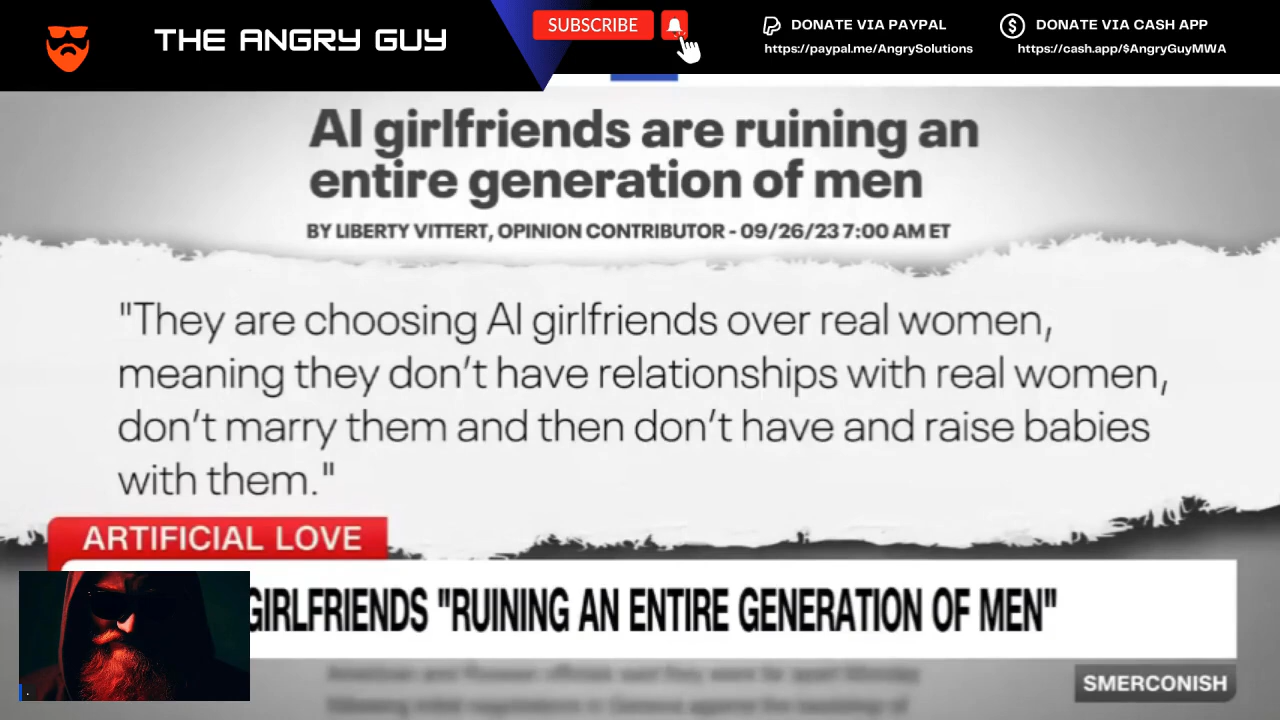 THE ANGRY GUY
SUBSCRIBE
DONATE VIA PAYPAL
https://paypal.me/AngrySolutions
DONATE VIA CASH APP
https://cash.app/$AngryGuyMWA
AI girlfriends are ruining an
entire generation of men
BY LIBERTY VITTERT, OPINION CONTRIBUTOR - 09/26/23 7:00 AM ET
"They are choosing AI girlfriends over real women,
meaning they don't have relationships with real women,
don't marry them and then don't have and raise babies
with them."
ARTIFICIAL LOVE
GIRLFRIENDS "RUINING AN ENTIRE GENERATION OF MEN"
SMERCONISH